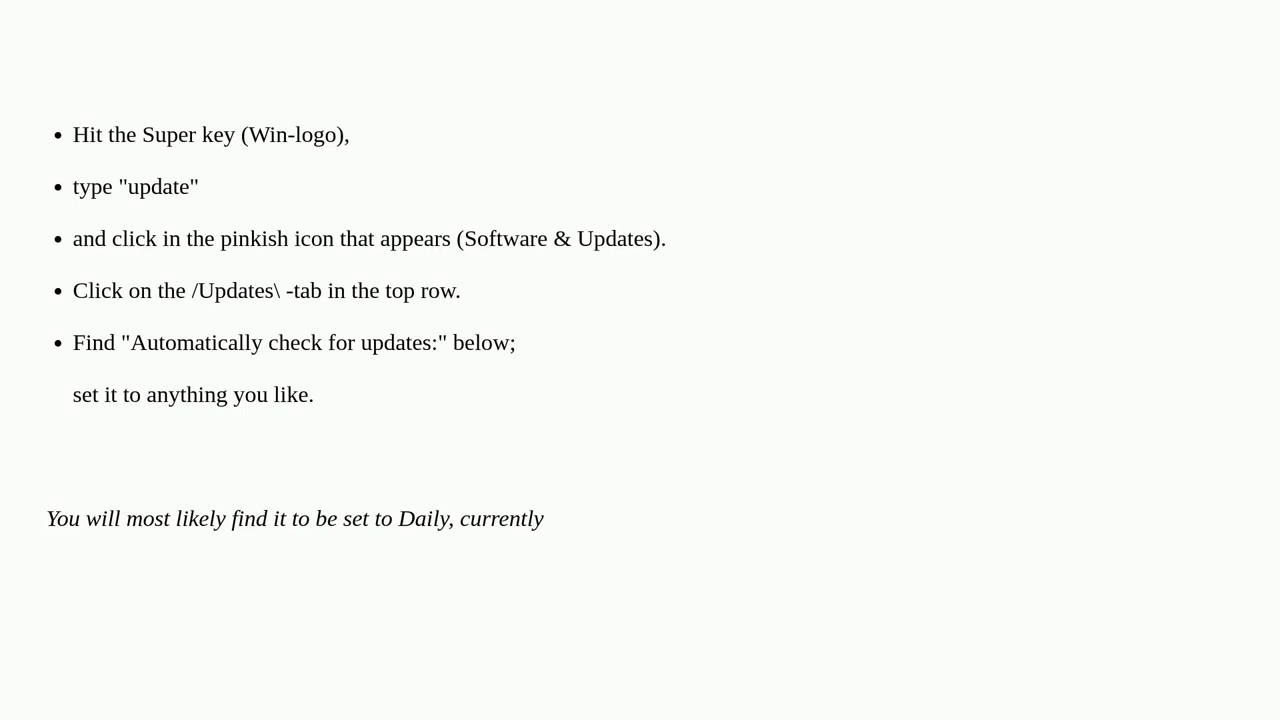 • Hit the Super key (Win-logo),
• type "update"
• and click in the pinkish icon that appears (Software & Updates).
• Click on the /Updates\ -tab in the top row.
• Find "Automatically check for updates:" below;
set it to anything you like.
You will most likely find it to be set to Daily, currently